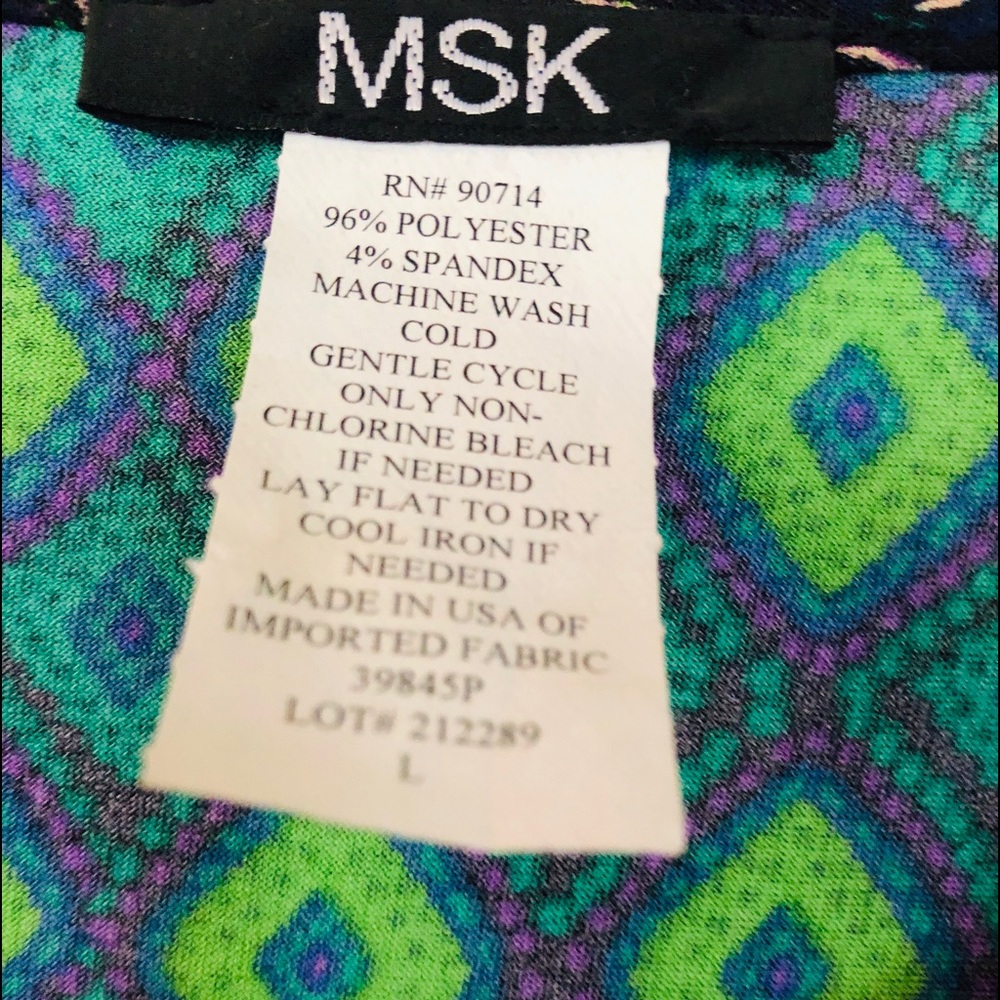 MSK
RN# 90714
96% POLYESTER
4% SPANDEX
MACHINE WASH
COLD
GENTLE CYCLE
ONLY NON-
CHLORINE BLEACH
IF NEEDED
LAY FLAT TO DRY
COOL IRON IF
NEEDED
MADE IN USA OF
IMPORTED FABRIC
39845P
LOT# 212289
L